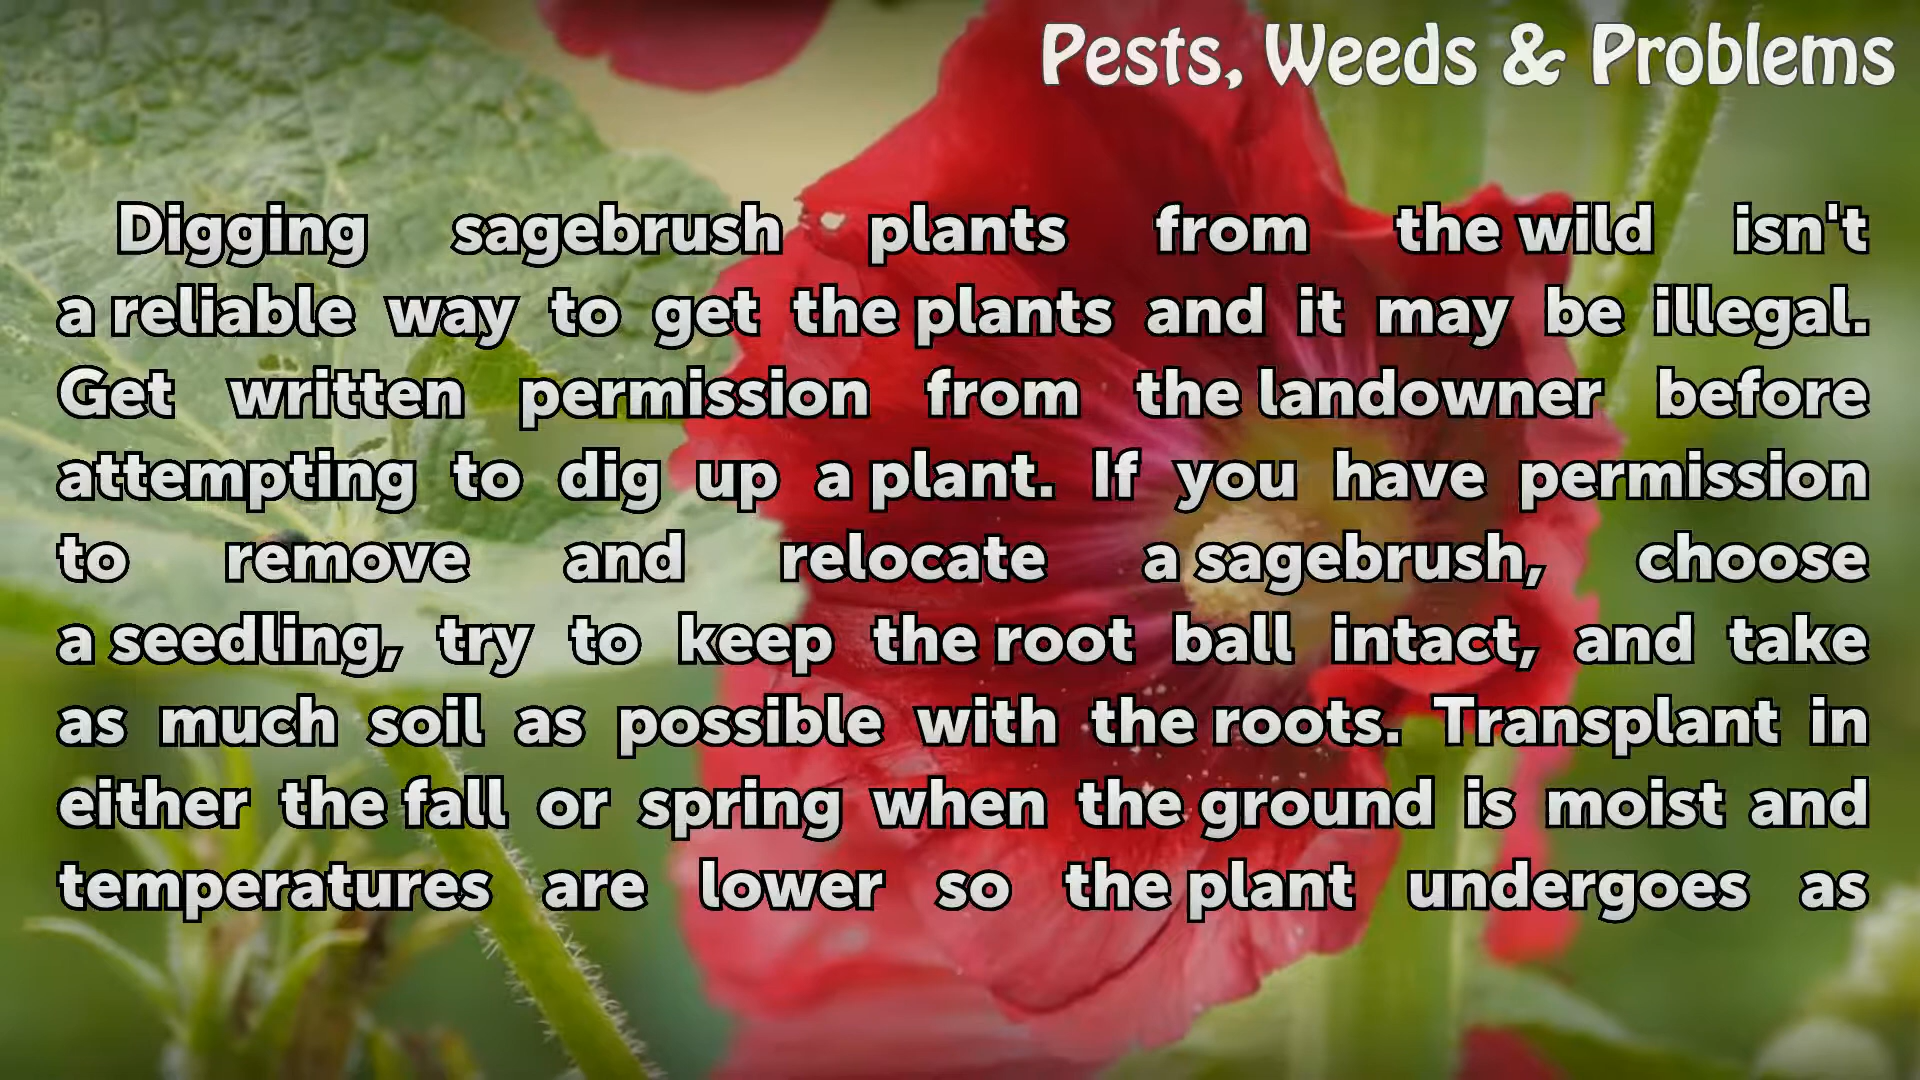 Pests, Weeds & Problems
Digging sagebrush plants from the wild isn't
a reliable way to get the plants and it may be illegal.
Get written permission from the landowner before
attempting to dig up a plant. If you have permission
to remove and relocate a sagebrush, choose
a seedling, try to keep the root ball intact, and take
as much soil as possible with the roots. Transplant in
either the fall or spring when the ground is moist and
temperatures are lower so the plant undergoes as